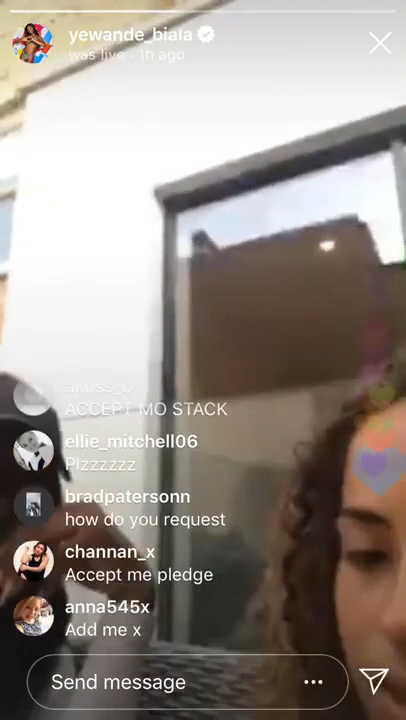 yewande_biala
was live · 1h ago
akoss_o
ACCEPT MO STACK
ellie_mitchell06
Plzzzzzz
bradpatersonn
how do you request
channan_x
Accept me pledge
anna545x
Add me x
Send message